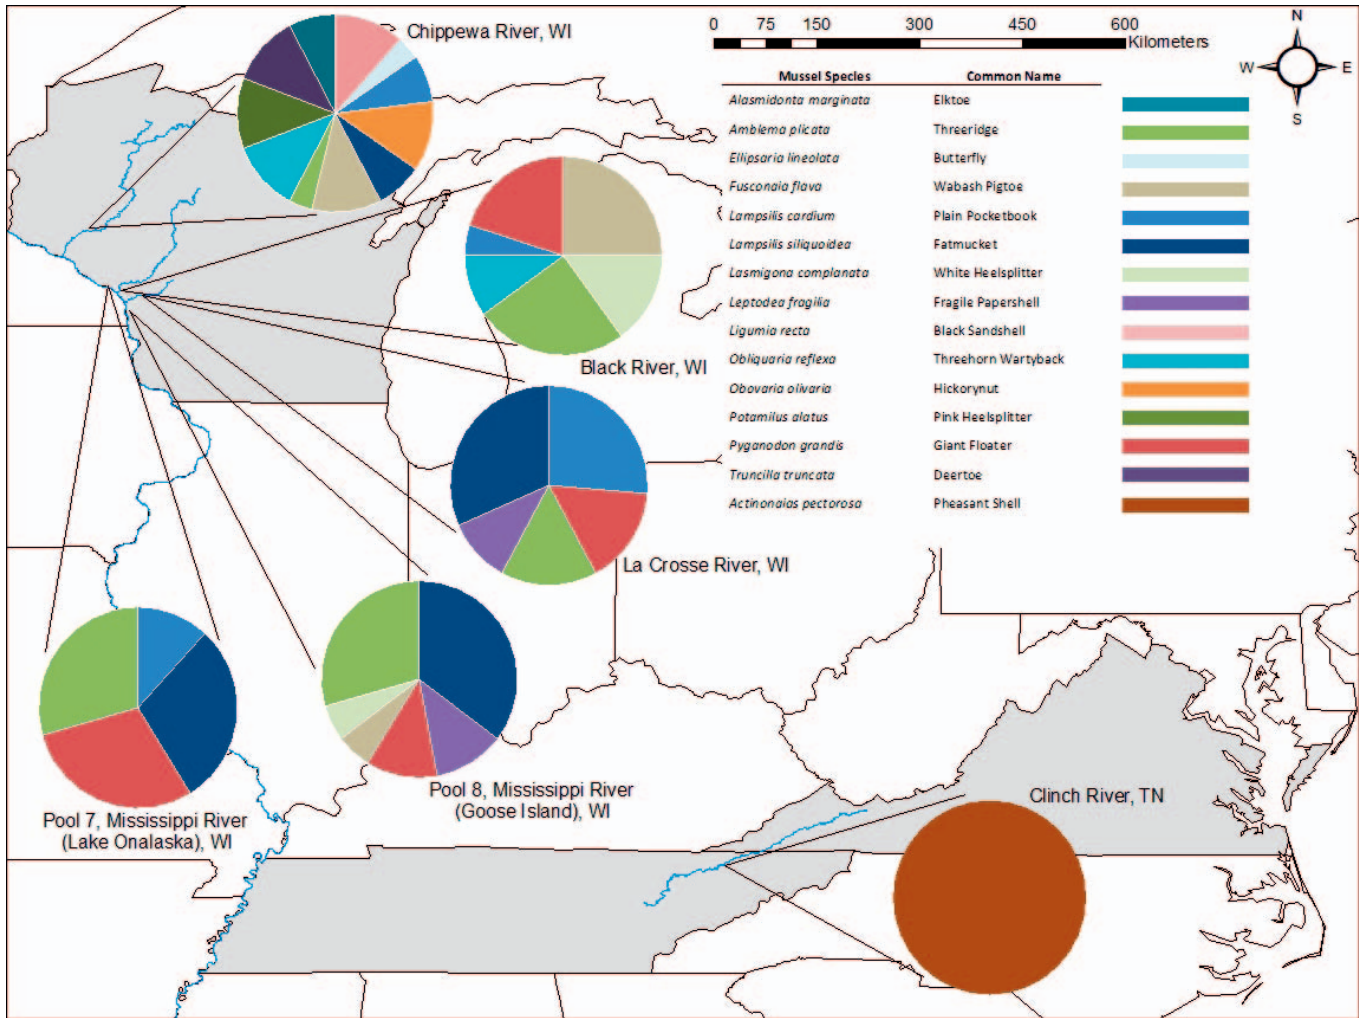 Chippewa River, WI
0 75 150 300 450 600
Kilometers
N
W E
S
Mussel Species Common Name
Alasmidonta marginata Elktoe
Amblema plicata Threeridge
Ellipsaria lineolata Butterfly
Fusconaia flava Wabash Pigtoe
Lampsilis cardium Plain Pocketbook
Lampsilis siliquoidea Fatmucket
Lasmigona complanata White Heelsplitter
Leptodea fragilia Fragile Papershell
Ligumia recta Black Sandshell
Obliquaria reflexa Threehorn Wartyback
Obovaria olivaria Hickorynut
Potamilus alatus Pink Heelsplitter
Pyganodon grandis Giant Floater
Truncilla truncata Deertoe
Actinonaias pectorosa Pheasant Shell
Black River, WI
La Crosse River, WI
Pool 8, Mississippi River
(Goose Island), WI
Pool 7, Mississippi River
(Lake Onalaska), WI
Clinch River, TN